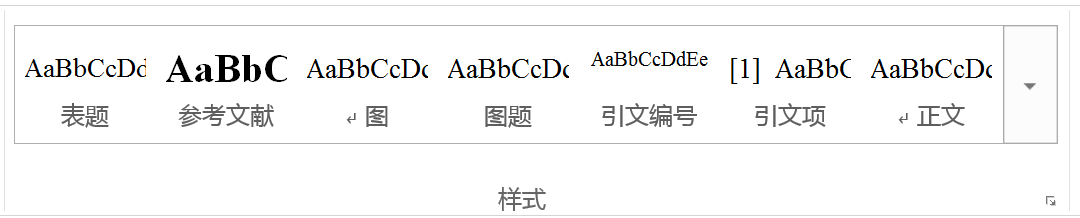 AaBbCcDd AaBbC AaBbCcDc AaBbCcDc AaBbCcDdEe [1] AaBbC AaBbCcDc
表题 参考文献 ↵ 图 图题 引文编号 引文项 ↵ 正文
样式